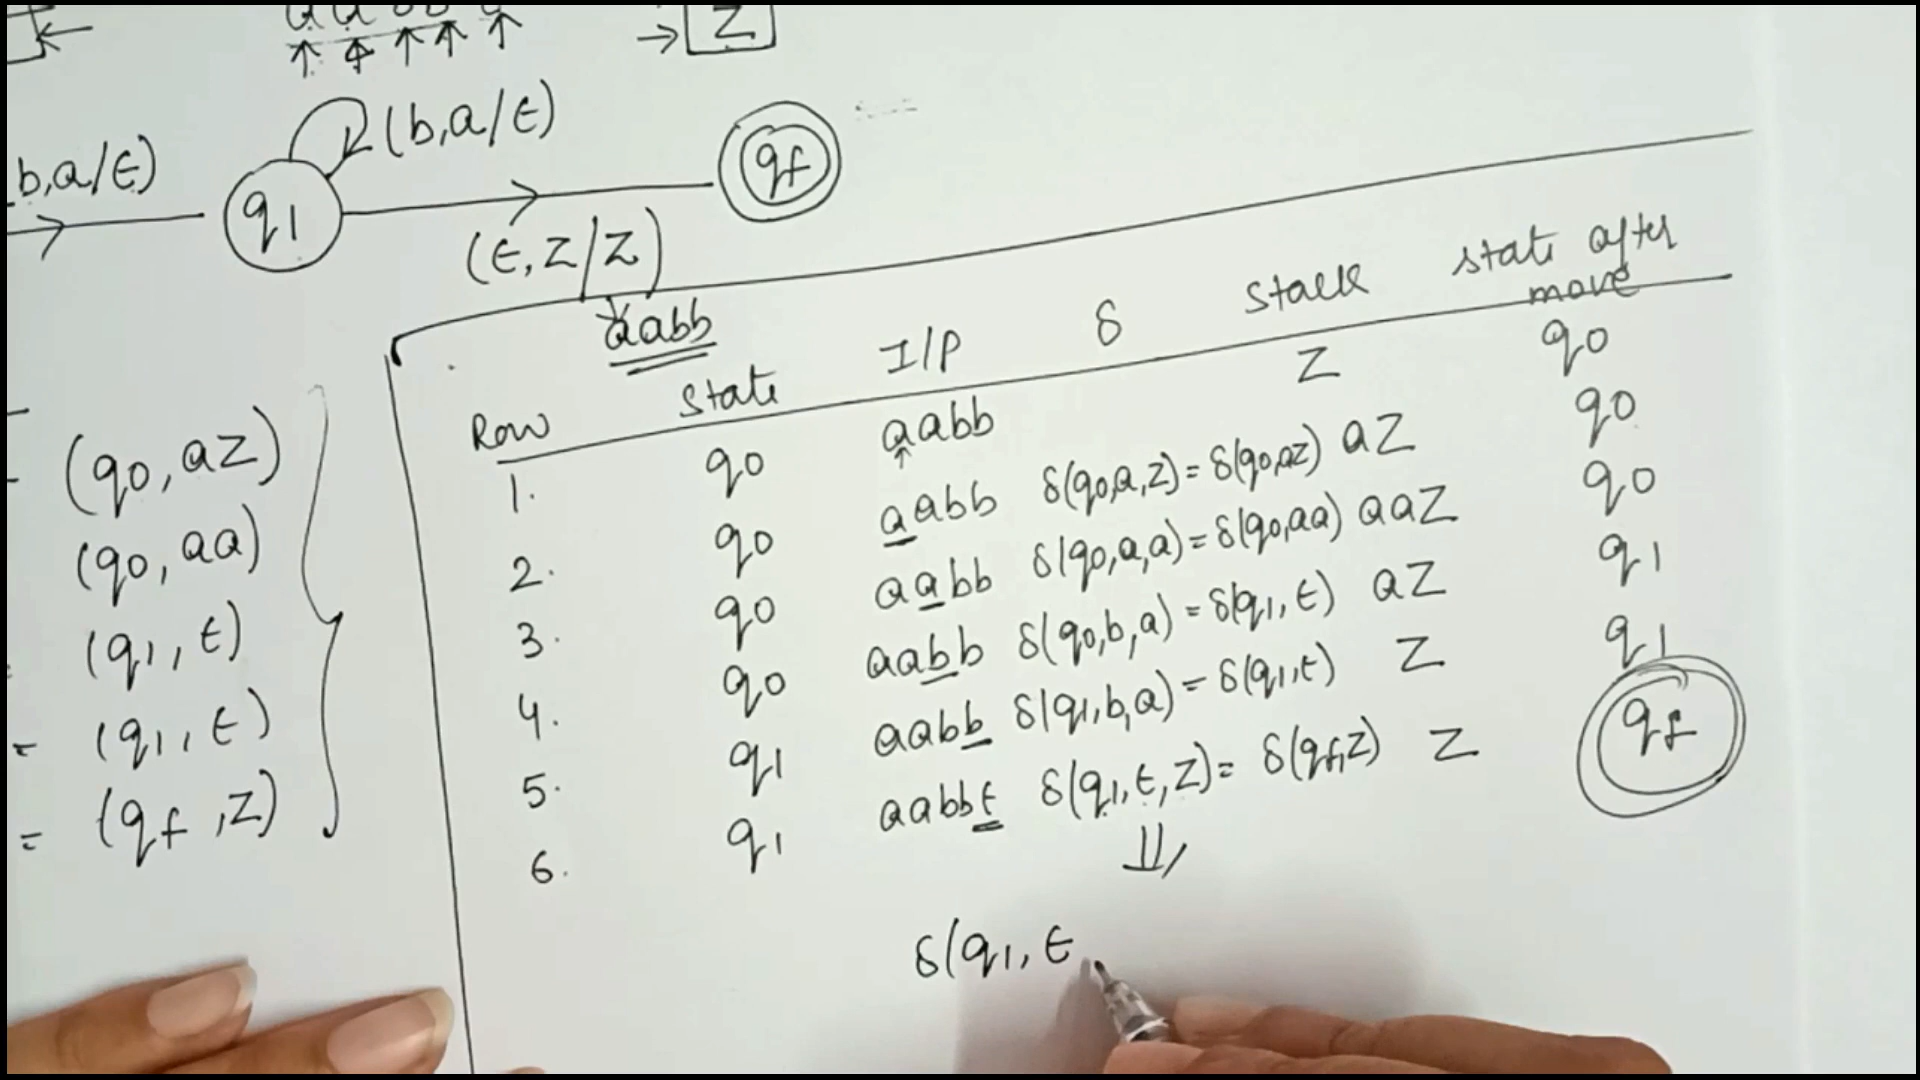 a a b b
Z
b,a/ϵ)
(b,a/ϵ)
q1
qf
(ϵ,Z/Z)
aabb
Row State I/P δ Stack state after move
1. q0 aabb Z q0
2. q0 aabb δ(q0,a,z)=δ(q0,az) aZ q0
3. q0 aabb δ(q0,a,a)=δ(q0,aa) aaZ q0
4. q0 aabb δ(q0,b,a)=δ(q1,ϵ) aZ q1
5. q1 aabb δ(q1,b,a)=δ(q1,ϵ) Z q1
6. q1 aabbϵ δ(q1,ϵ,Z)=δ(qf,Z) Z qf
(q0,aZ)
(q0,aa)
(q1,ϵ)
= (q1,ϵ)
= (qf,Z)
δ(q1,ϵ,